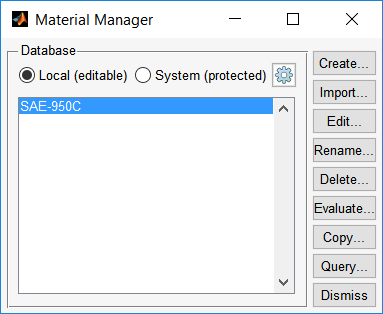 Material Manager
Database
Local (editable) System (protected)
SAE-950C
Create...
Import...
Edit...
Rename...
Delete...
Evaluate...
Copy...
Query...
Dismiss